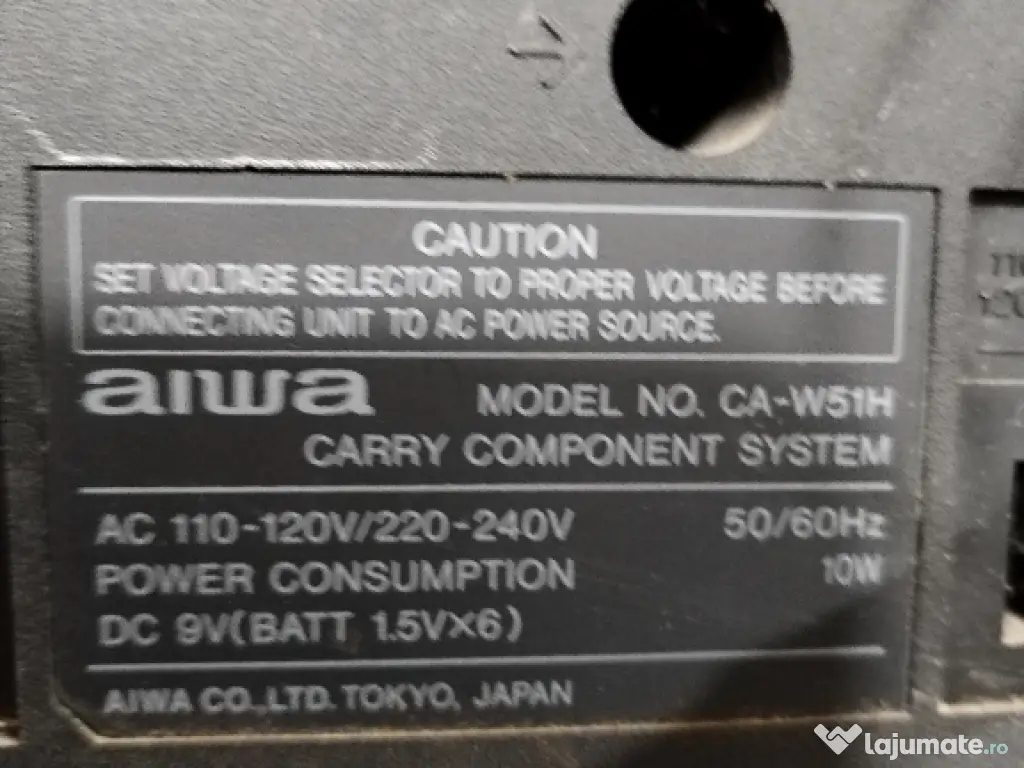 CAUTION
SET VOLTAGE SELECTOR TO PROPER VOLTAGE BEFORE
CONNECTING UNIT TO AC POWER SOURCE.
aiwa MODEL NO. CA-W51H
CARRY COMPONENT SYSTEM
AC 110-120V/220-240V 50/60Hz
POWER CONSUMPTION 10W
DC 9V(BATT 1.5V×6)
AIWA CO.,LTD. TOKYO, JAPAN
lajumate.ro